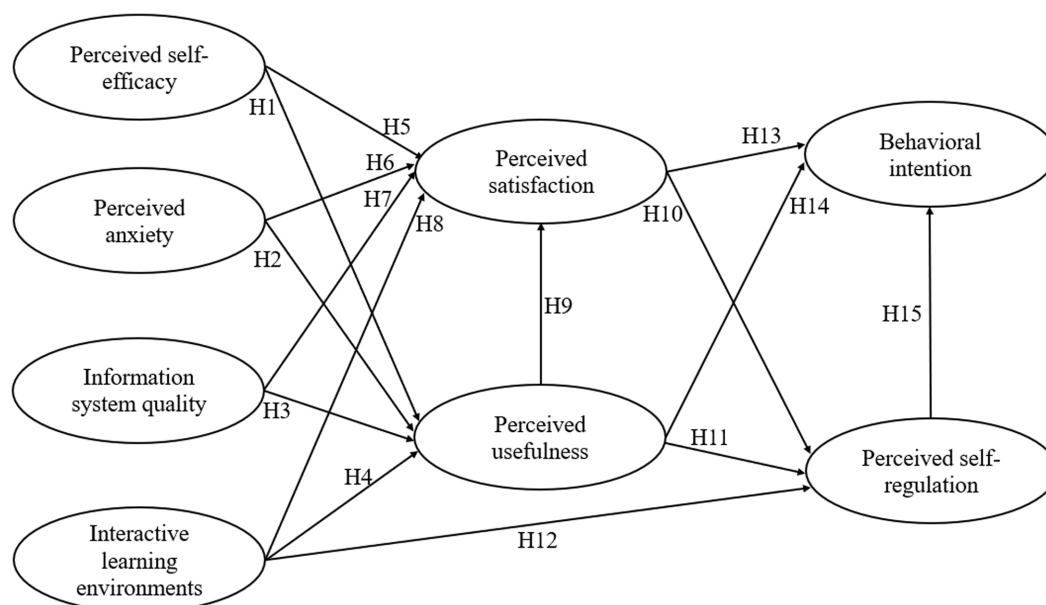 Perceived self-
efficacy
H1
H5
Perceived
anxiety
H2
H6
H7
H8
Information
system quality
H3
Interactive
learning
environments
H4
H12
Perceived
satisfaction
H9
Perceived
usefulness
H10
H11
H13
H14
Behavioral
intention
H15
Perceived self-
regulation